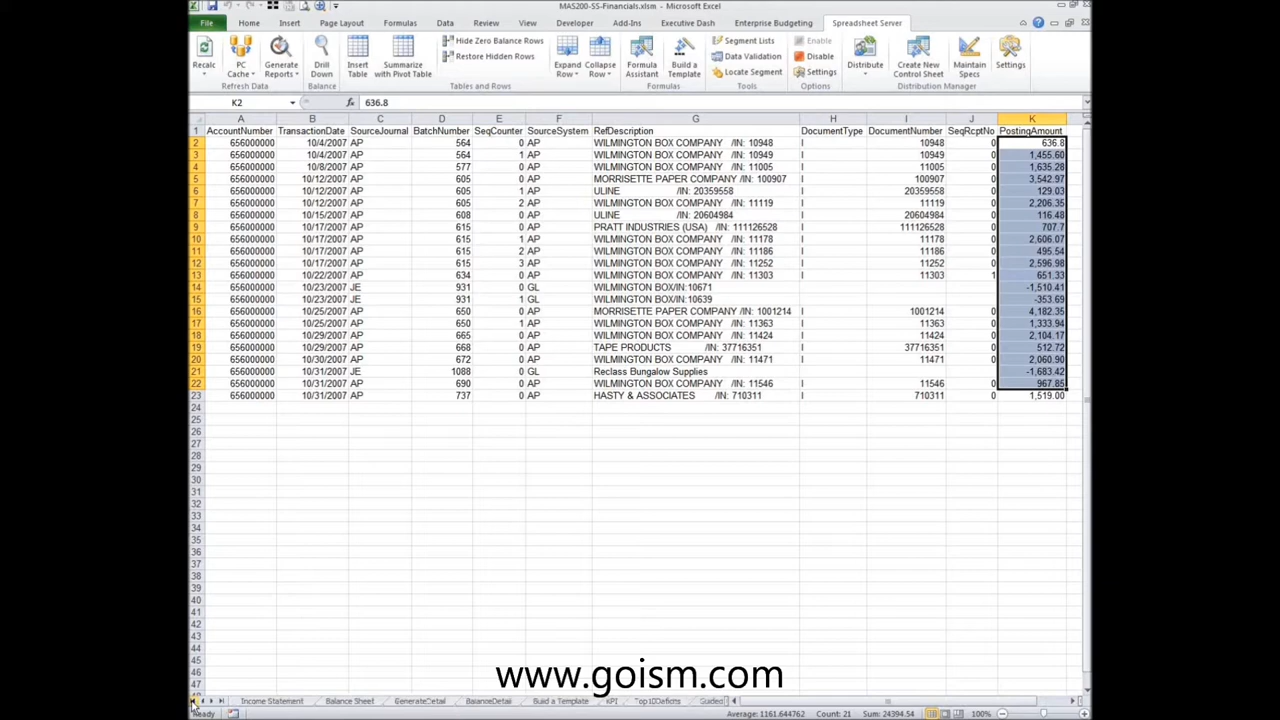 MAS200-SS-Financials.xlsm - Microsoft Excel
File Home Insert Page Layout Formulas Data Review View Developer Add-Ins Executive Dash Enterprise Budgeting Spreadsheet Server
Recalc PC Cache Generate Reports Drill Down Insert Table Summarize with Pivot Table Hide Zero Balance Rows Restore Hidden Rows Expand Row Collapse Row Formula Assistant Build a Template Segment Lists Data Validation Locate Segment Enable Disable Settings Distribute Create New Control Sheet Maintain Specs Settings
Refresh Data Balance Tables and Rows Formulas Tools Options Distribution Manager
K2 fx 636.8
A B C D E F G H I J K
1 AccountNumber TransactionDate SourceJournal BatchNumber SeqCounter SourceSystem RefDescription DocumentType DocumentNumber SeqRcptNo PostingAmount
2 656000000 10/4/2007 AP 564 0 AP WILMINGTON BOX COMPANY /IN: 10948 I 10948 0 636.8
3 656000000 10/4/2007 AP 564 1 AP WILMINGTON BOX COMPANY /IN: 10949 I 10949 0 1,455.60
4 656000000 10/8/2007 AP 577 0 AP WILMINGTON BOX COMPANY /IN: 11005 I 11005 0 1,635.28
5 656000000 10/12/2007 AP 605 0 AP MORRISETTE PAPER COMPANY /IN: 100907 I 100907 0 3,542.97
6 656000000 10/12/2007 AP 605 1 AP ULINE /IN: 20359558 I 20359558 0 129.03
7 656000000 10/12/2007 AP 605 2 AP WILMINGTON BOX COMPANY /IN: 11119 I 11119 0 2,206.35
8 656000000 10/15/2007 AP 608 0 AP ULINE /IN: 20604984 I 20604984 0 116.48
9 656000000 10/17/2007 AP 615 0 AP PRATT INDUSTRIES (USA) /IN: 111126528 I 111126528 0 707.7
10 656000000 10/17/2007 AP 615 1 AP WILMINGTON BOX COMPANY /IN: 11178 I 11178 0 2,606.07
11 656000000 10/17/2007 AP 615 2 AP WILMINGTON BOX COMPANY /IN: 11186 I 11186 0 495.54
12 656000000 10/17/2007 AP 615 3 AP WILMINGTON BOX COMPANY /IN: 11252 I 11252 0 2,596.98
13 656000000 10/22/2007 AP 634 0 AP WILMINGTON BOX COMPANY /IN: 11303 I 11303 1 651.33
14 656000000 10/23/2007 JE 931 0 GL WILMINGTON BOX/IN:10671 -1,510.41
15 656000000 10/23/2007 JE 931 1 GL WILMINGTON BOX/IN:10639 -353.69
16 656000000 10/25/2007 AP 650 0 AP MORRISETTE PAPER COMPANY /IN: 1001214 I 1001214 0 4,182.35
17 656000000 10/25/2007 AP 650 1 AP WILMINGTON BOX COMPANY /IN: 11363 I 11363 0 1,333.94
18 656000000 10/29/2007 AP 665 0 AP WILMINGTON BOX COMPANY /IN: 11424 I 11424 0 2,104.17
19 656000000 10/29/2007 AP 668 0 AP TAPE PRODUCTS /IN: 37716351 I 37716351 0 512.72
20 656000000 10/30/2007 AP 672 0 AP WILMINGTON BOX COMPANY /IN: 11471 I 11471 0 2,060.90
21 656000000 10/31/2007 JE 1088 0 GL Reclass Bungalow Supplies -1,683.42
22 656000000 10/31/2007 AP 690 0 AP WILMINGTON BOX COMPANY /IN: 11546 I 11546 0 967.85
23 656000000 10/31/2007 AP 737 0 AP HASTY & ASSOCIATES /IN: 710311 I 710311 0 1,519.00
24
25
26
27
28
29
30
31
32
33
34
35
36
37
38
39
40
41
42
43
44
45
46
47
www.goism.com
Income Statement Balance Sheet GenerateDetail BalanceDetail Build a Template KPI Guided
Ready Average: 1161.644762 Count: 21 Sum: 24394.54 100%